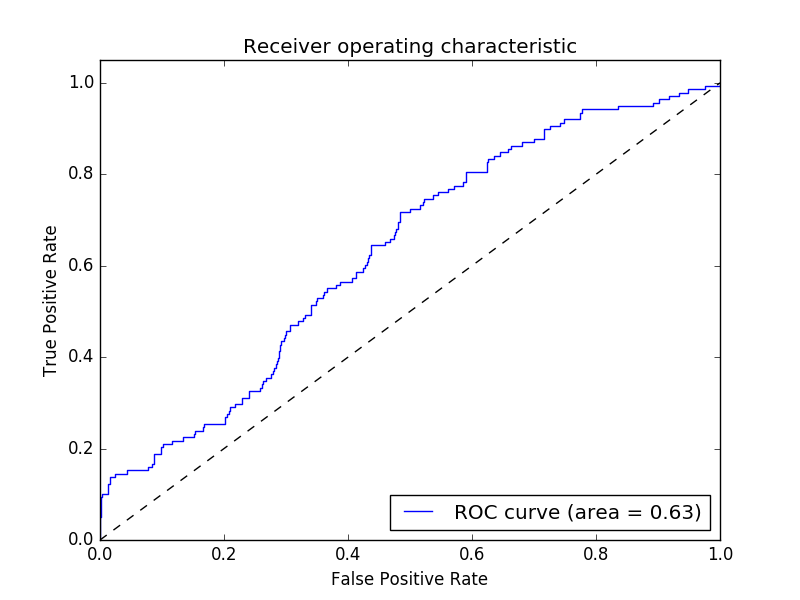 Receiver operating characteristic
1.0
0.8
0.6
0.4
0.2
0.0
True Positive Rate
ROC curve (area = 0.63)
0.0 0.2 0.4 0.6 0.8 1.0
False Positive Rate